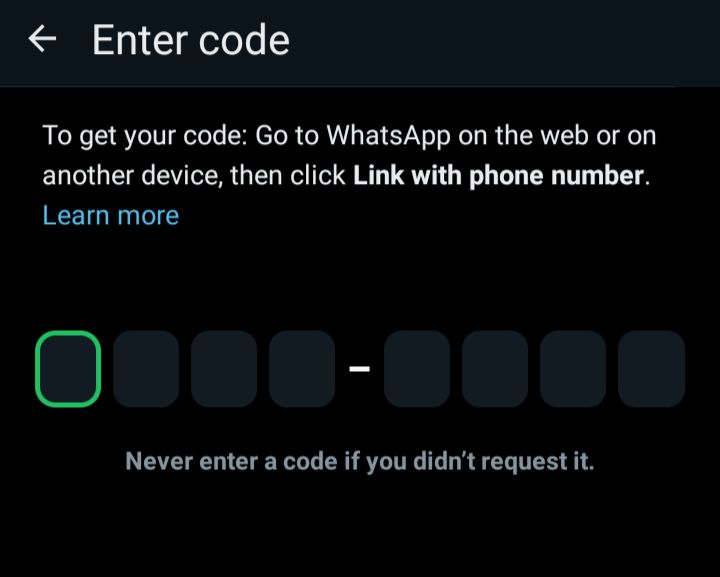 Enter code
To get your code: Go to WhatsApp on the web or on
another device, then click Link with phone number.
Learn more
–
Never enter a code if you didn’t request it.